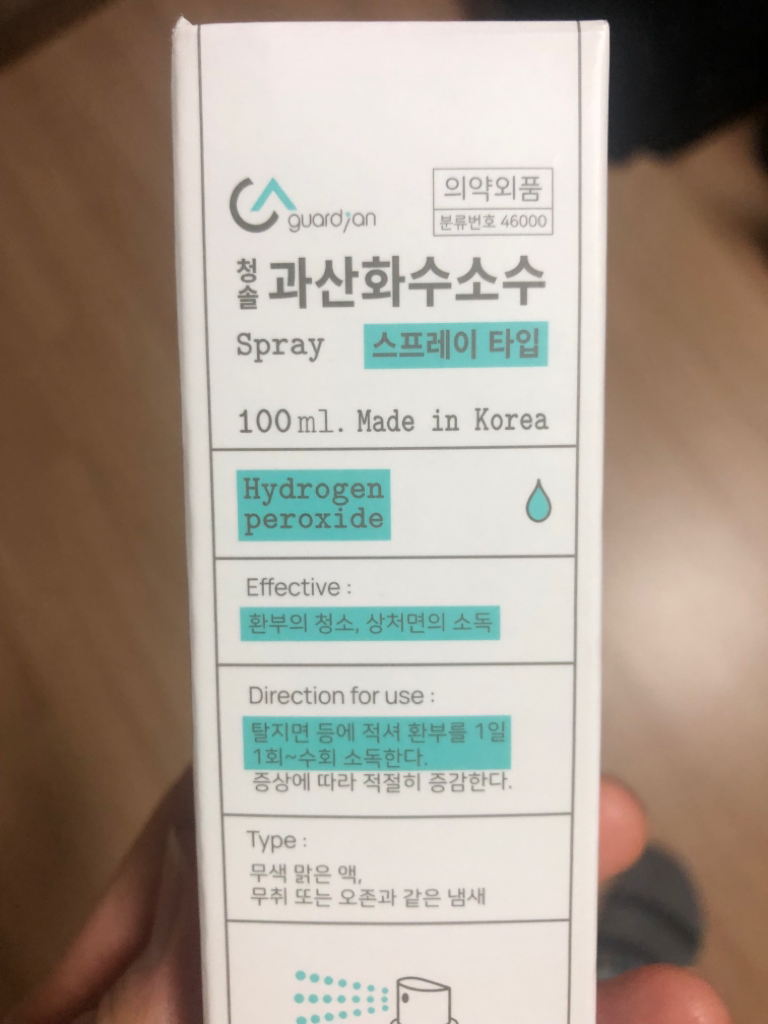 guardian
의약외품
분류번호 46000
청솔 과산화수소수
Spray 스프레이 타입
100ml. Made in Korea
Hydrogen
peroxide
Effective :
환부의 청소, 상처면의 소독
Direction for use :
탈지면 등에 적셔 환부를 1일
1회~수회 소독한다.
증상에 따라 적절히 증감한다.
Type :
무색 맑은 액,
무취 또는 오존과 같은 냄새